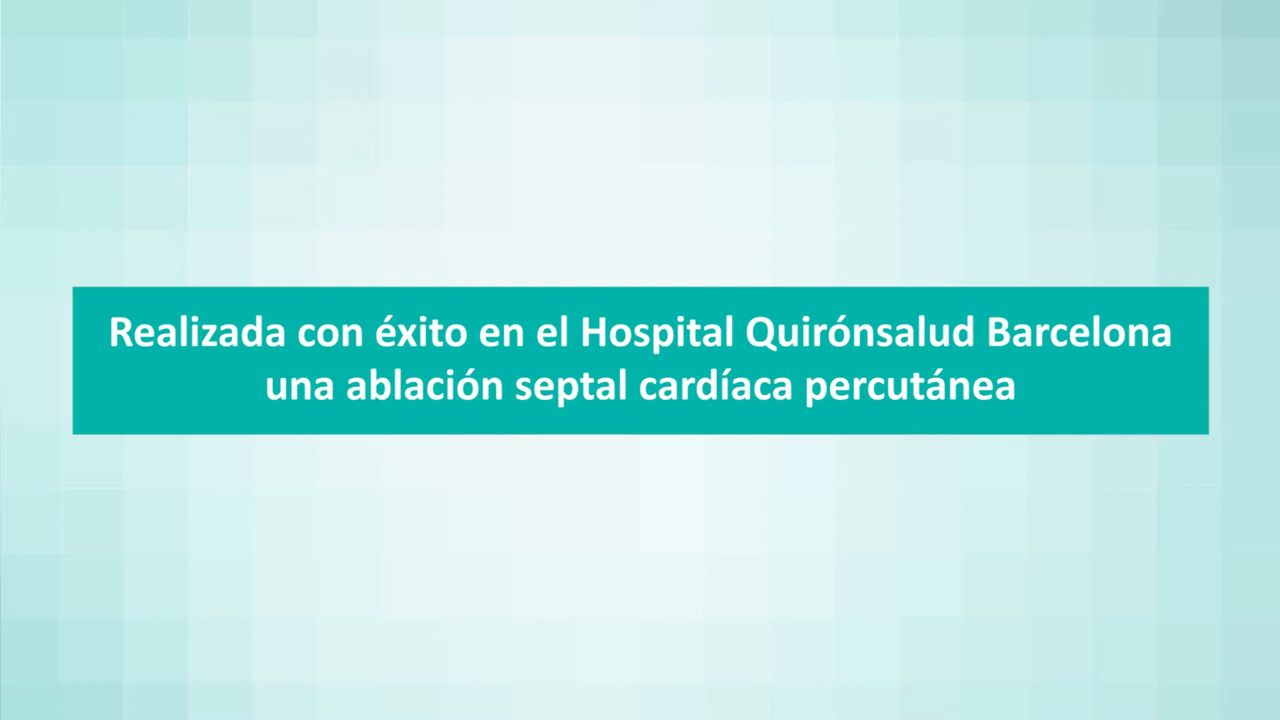 Realizada con éxito en el Hospital Quirónsalud Barcelona
una ablación septal cardíaca percutánea